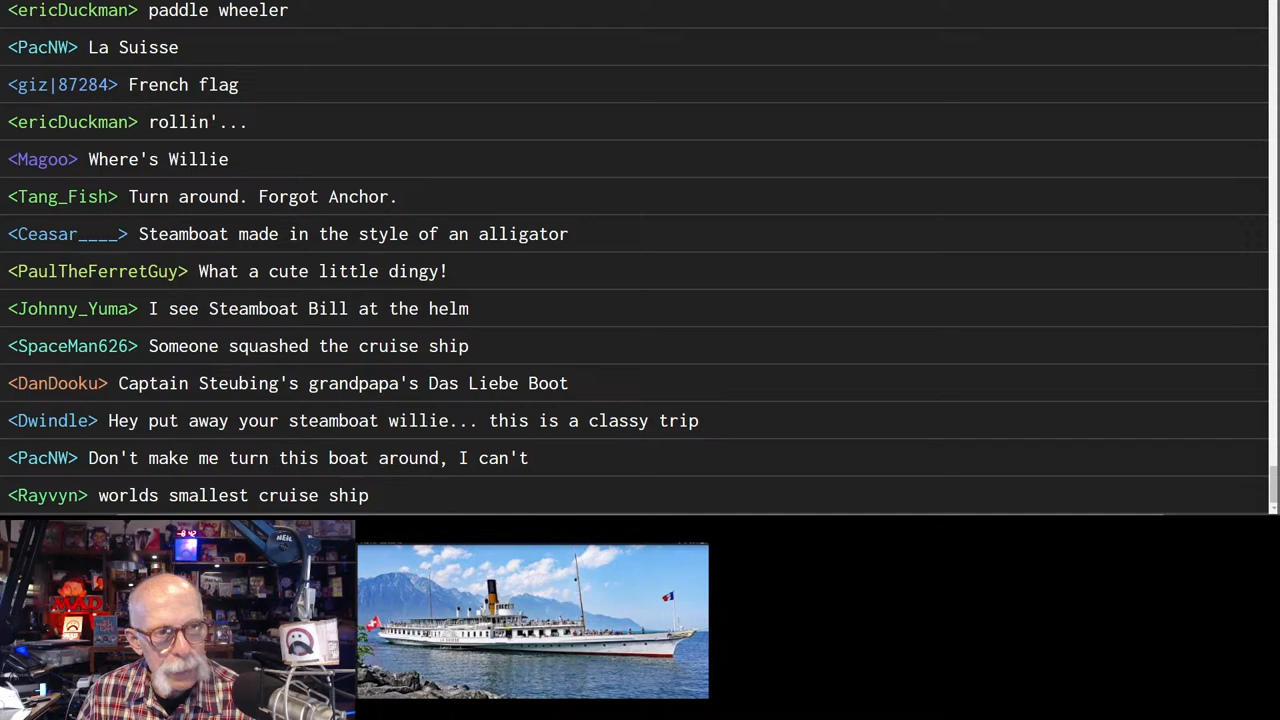 <ericDuckman> paddle wheeler
<PacNW> La Suisse
<giz|87284> French flag
<ericDuckman> rollin'...
<Magoo> Where's Willie
<Tang_Fish> Turn around. Forgot Anchor.
<Ceasar____> Steamboat made in the style of an alligator
<PaulTheFerretGuy> What a cute little dingy!
<Johnny_Yuma> I see Steamboat Bill at the helm
<SpaceMan626> Someone squashed the cruise ship
<DanDooku> Captain Steubing's grandpapa's Das Liebe Boot
<Dwindle> Hey put away your steamboat willie... this is a classy trip
<PacNW> Don't make me turn this boat around, I can't
<Rayvyn> worlds smallest cruise ship
HEIL
MAD
LA SUISSE